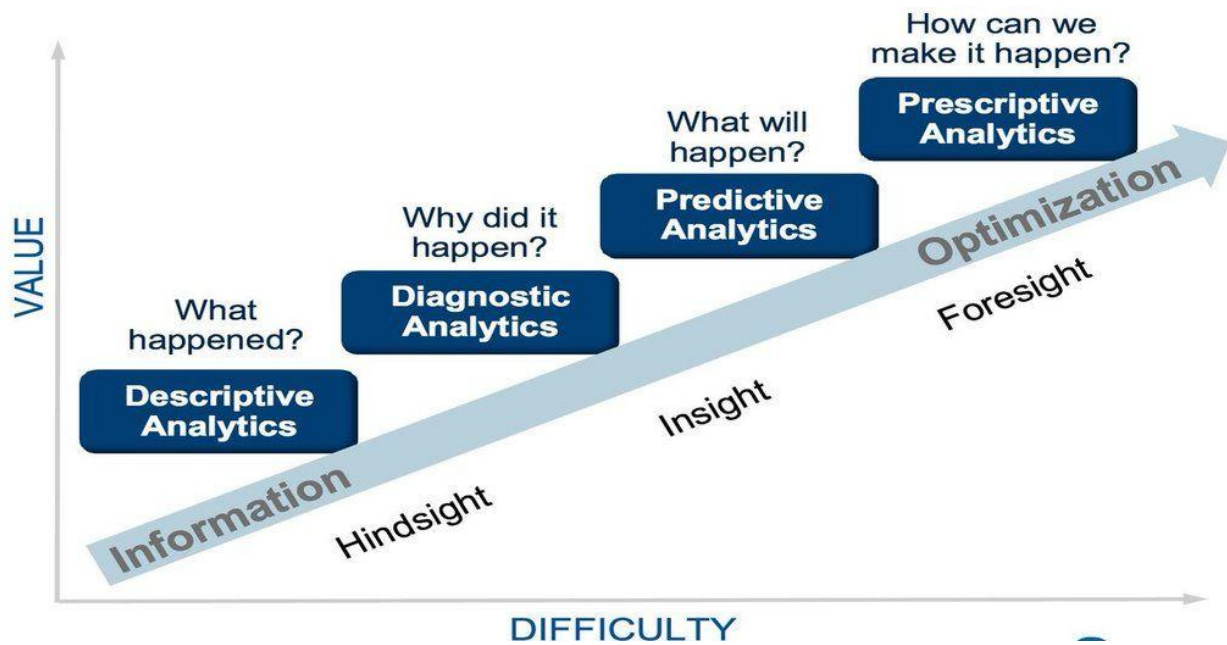 How can we
make it happen?
Prescriptive
Analytics
What will
happen?
Predictive
Analytics
Why did it
happen?
Diagnostic
Analytics
What
happened?
Descriptive
Analytics
VALUE
Information
Optimization
Hindsight
Insight
Foresight
DIFFICULTY